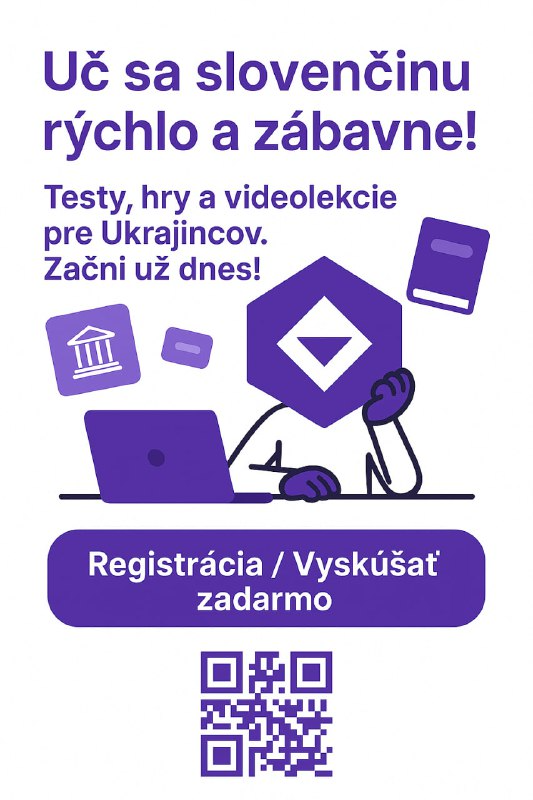 Uč sa slovenčinu
rýchlo a zábavne!
Testy, hry a videolekcie
pre Ukrajincov.
Začni už dnes!
Registrácia / Vyskúšať
zadarmo